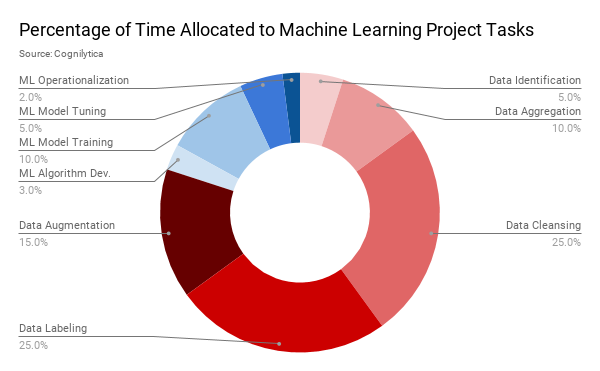 Percentage of Time Allocated to Machine Learning Project Tasks
Source: Cognilytica
ML Operationalization
2.0%
ML Model Tuning
5.0%
ML Model Training
10.0%
ML Algorithm Dev.
3.0%
Data Augmentation
15.0%
Data Labeling
25.0%
Data Identification
5.0%
Data Aggregation
10.0%
Data Cleansing
25.0%